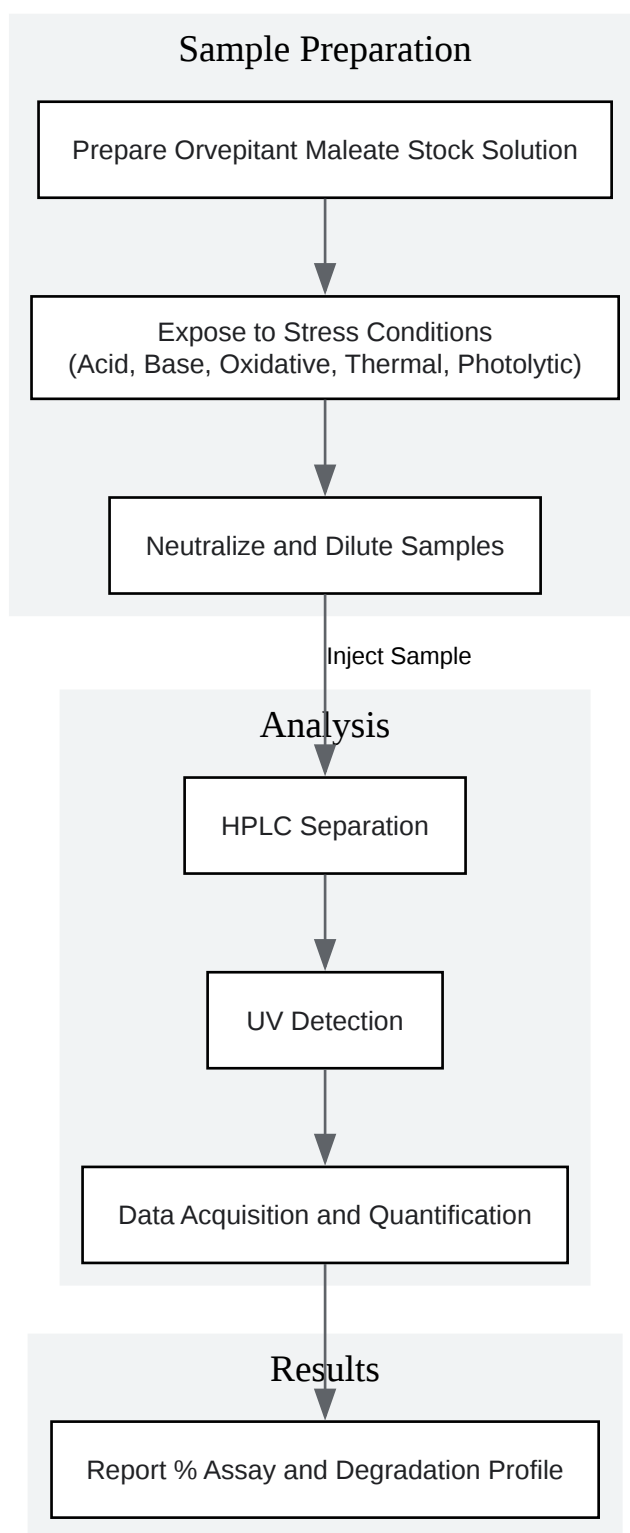 Sample Preparation
Prepare Orvepitant Maleate Stock Solution
Expose to Stress Conditions
(Acid, Base, Oxidative, Thermal, Photolytic)
Neutralize and Dilute Samples
Inject Sample
Analysis
HPLC Separation
UV Detection
Data Acquisition and Quantification
Results
Report % Assay and Degradation Profile